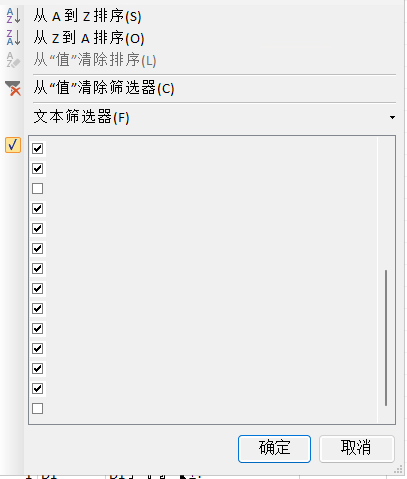 从 A 到 Z 排序(S)
从 Z 到 A 排序(O)
从“值”清除排序(L)
从“值”清除筛选器(C)
文本筛选器(F)
确定 取消